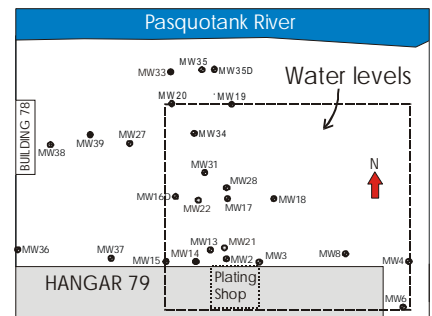 Pasquotank River
MW35
MW33
MW35D
Water levels
MW20
MW19
BUILDING 78
MW34
MW39
MW27
MW38
MW31
N
MW28
MW16D
MW22
MW17
MW18
MW36
MW37
MW13
MW21
MW15
MW14
MW2
MW3
MW8
MW4
HANGAR 79
Plating
Shop
MW6